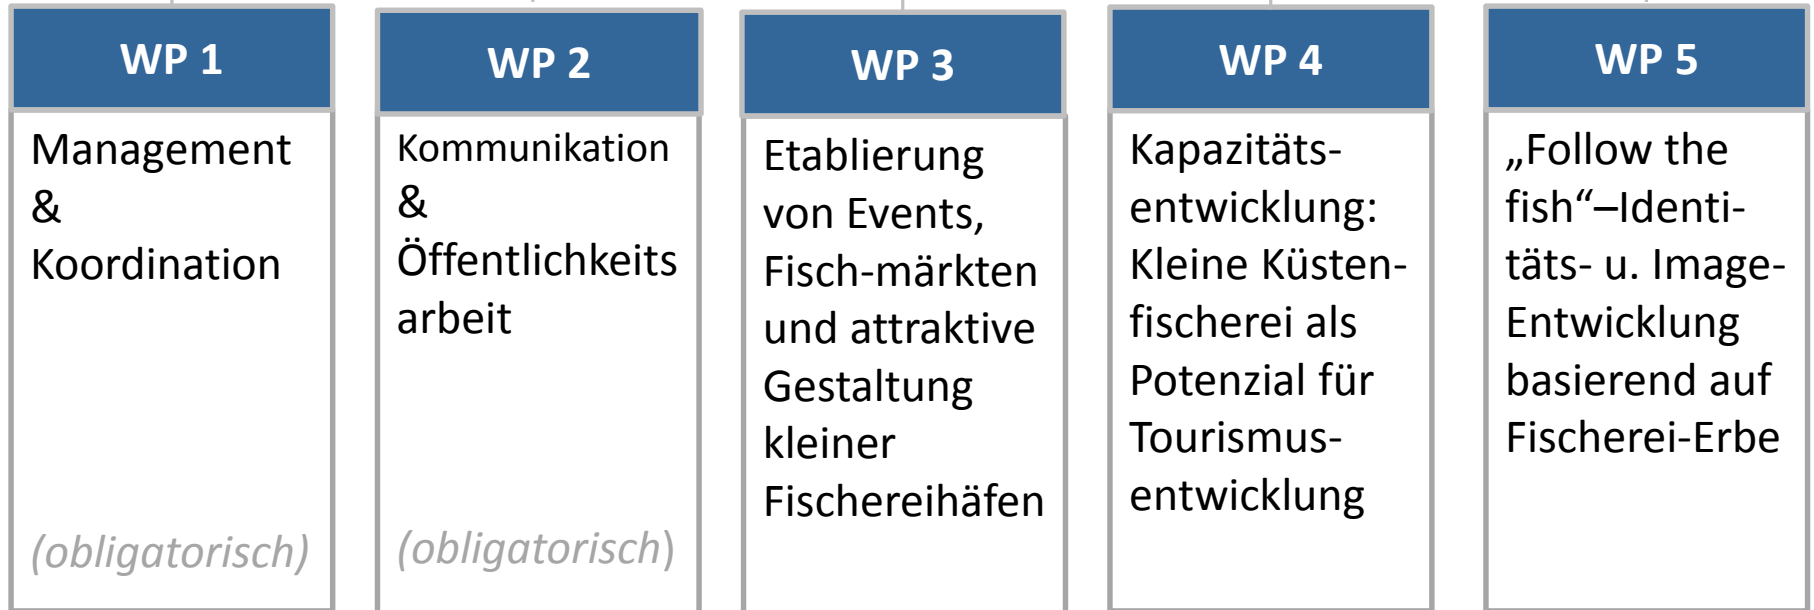 WP 1
Management
&
Koordination
(obligatorisch)
WP 2
Kommunikation
&
Öffentlichkeits
arbeit
(obligatorisch)
WP 3
Etablierung
von Events,
Fisch-märkten
und attraktive
Gestaltung
kleiner
Fischereihäfen
WP 4
Kapazitäts-
entwicklung:
Kleine Küsten-
fischerei als
Potenzial für
Tourismus-
entwicklung
WP 5
„Follow the
fish“–Identi-
täts- u. Image-
Entwicklung
basierend auf
Fischerei-Erbe